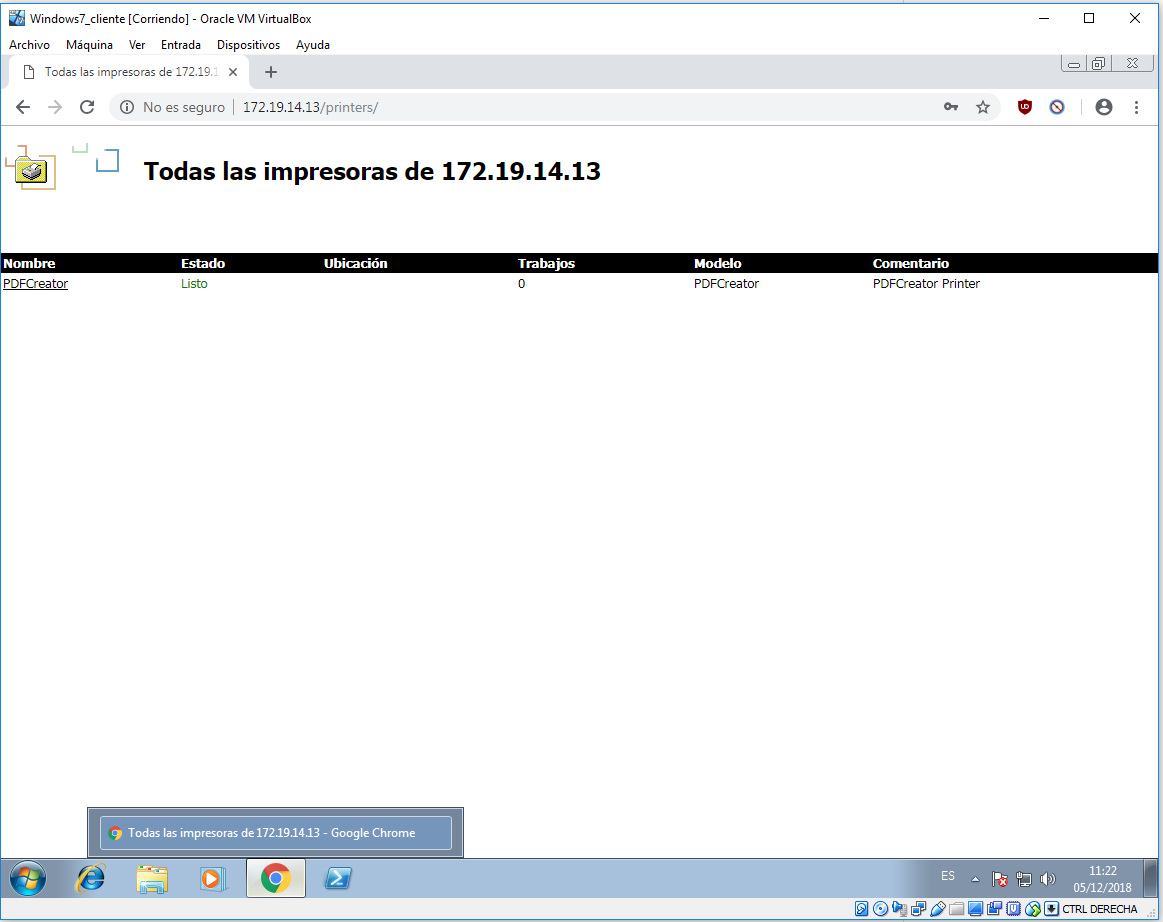 Windows7_cliente [Corriendo] - Oracle VM VirtualBox
Archivo Máquina Ver Entrada Dispositivos Ayuda
Todas las impresoras de 172.19.1
No es seguro 172.19.14.13/printers/
Todas las impresoras de 172.19.14.13
Nombre Estado Ubicación Trabajos Modelo Comentario
PDFCreator Listo 0 PDFCreator PDFCreator Printer
Todas las impresoras de 172.19.14.13 - Google Chrome
ES
11:22
05/12/2018
CTRL DERECHA